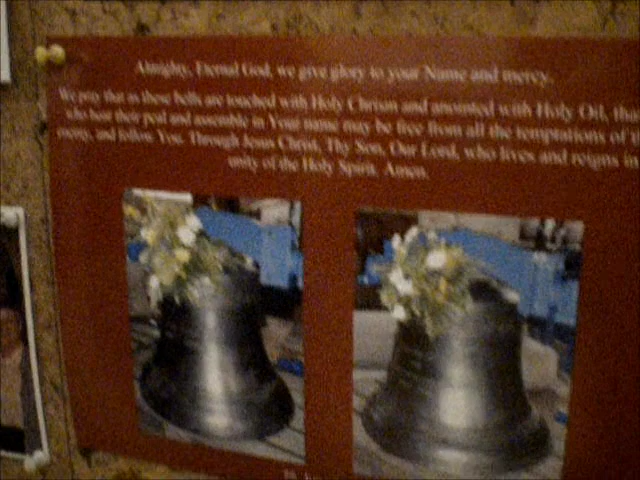 Almighty, Eternal God, we give glory to your Name and mercy.
We pray that as these bells are touched with Holy Chrism and anointed with Holy Oil, that
who hear their peal and assembly in Your name may be free from all the temptations of
enemy, and follow You. Through Jesus Christ, Thy Son, Our Lord, who lives and reigns in
unity of the Holy Spirit, Amen.